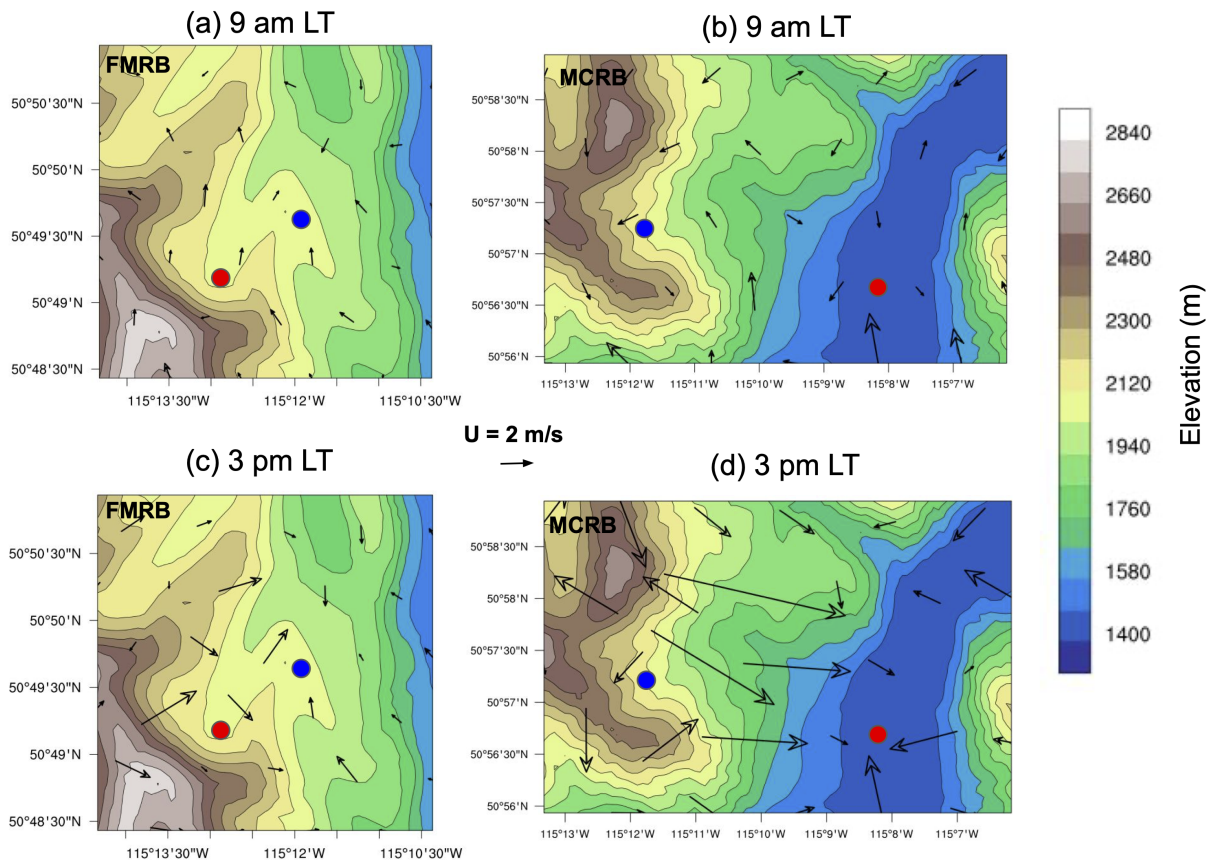 (a) 9 am LT
FMRB
50°50'30"N
50°50'N
50°49'30"N
50°49'N
50°48'30"N
115°13'30"W
115°12'W
115°10'30"W
(b) 9 am LT
MCRB
50°58'30"N
50°58'N
50°57'30"N
50°57'N
50°56'30"N
50°56'N
115°13'W
115°12'W
115°11'W
115°10'W
115°9'W
115°8'W
115°7'W
U = 2 m/s
(c) 3 pm LT
FMRB
50°50'30"N
50°50'N
50°49'30"N
50°49'N
50°48'30"N
115°13'30"W
115°12'W
115°10'30"W
(d) 3 pm LT
MCRB
50°58'30"N
50°58'N
50°57'30"N
50°57'N
50°56'30"N
50°56'N
115°13'W
115°12'W
115°11'W
115°10'W
115°9'W
115°8'W
115°7'W
2840
2660
2480
2300
2120
1940
1760
1580
1400
Elevation (m)